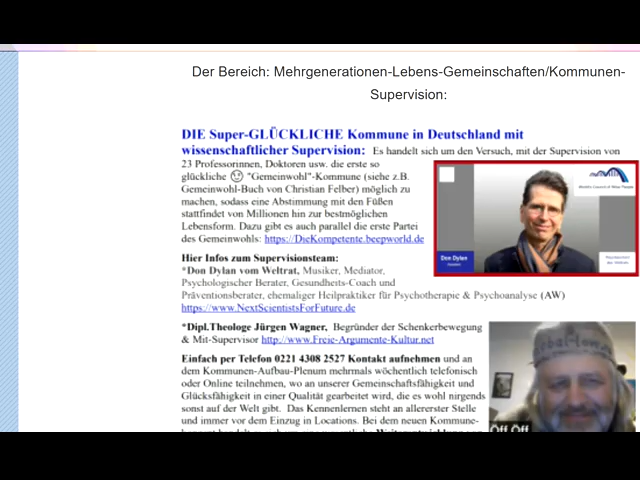 Der Bereich: Mehrgenerationen-Lebens-Gemeinschaften/Kommunen-
Supervision:
DIE Super-GLÜCKLICHE Kommune in Deutschland mit
wissenschaftlicher Supervision: Es handelt sich um den Versuch, mit der Supervision von
23 Professorinnen, Doktoren usw. die erste so
glückliche "Gemeinwohl"-Kommune (siehe z.B.
Gemeinwohl-Buch von Christian Felber) möglich zu
machen, sodass eine Abstimmung mit den Füßen
stattfindet von Millionen hin zur bestmöglichen
Lebensform. Dazu gibt es auch parallel die erste Partei
des Gemeinwohls: https://DieKompetente.beepworld.de
Don Dylan
Hier Infos zum Supervisionsteam:
*Don Dylan vom Weltrat, Musiker, Mediator,
Psychologischer Berater, Gesundheits-Coach und
Präventionsberater, ehemaliger Heilpraktiker für Psychotherapie & Psychoanalyse (AW)
https://www.NextScientistsForFuture.de
*Dipl.Theologe Jürgen Wagner, Begründer der Schenkerbewegung
& Mit-Supervisor http://www.Freie-Argumente-Kultur.net
Einfach per Telefon 0221 4308 2527 Kontakt aufnehmen und an
dem Kommunen-Aufbau-Plenum mehrmals wöchentlich telefonisch
oder Online teilnehmen, wo an unserer Gemeinschaftsfähigkeit und
Glücksfähigkeit in einer Qualität gearbeitet wird, die es wohl nirgends
sonst auf der Welt gibt. Das Kennenlernen steht an allererster Stelle
und immer vor dem Einzug in Locations. Bei dem neuen Kommune-
Öff Öff